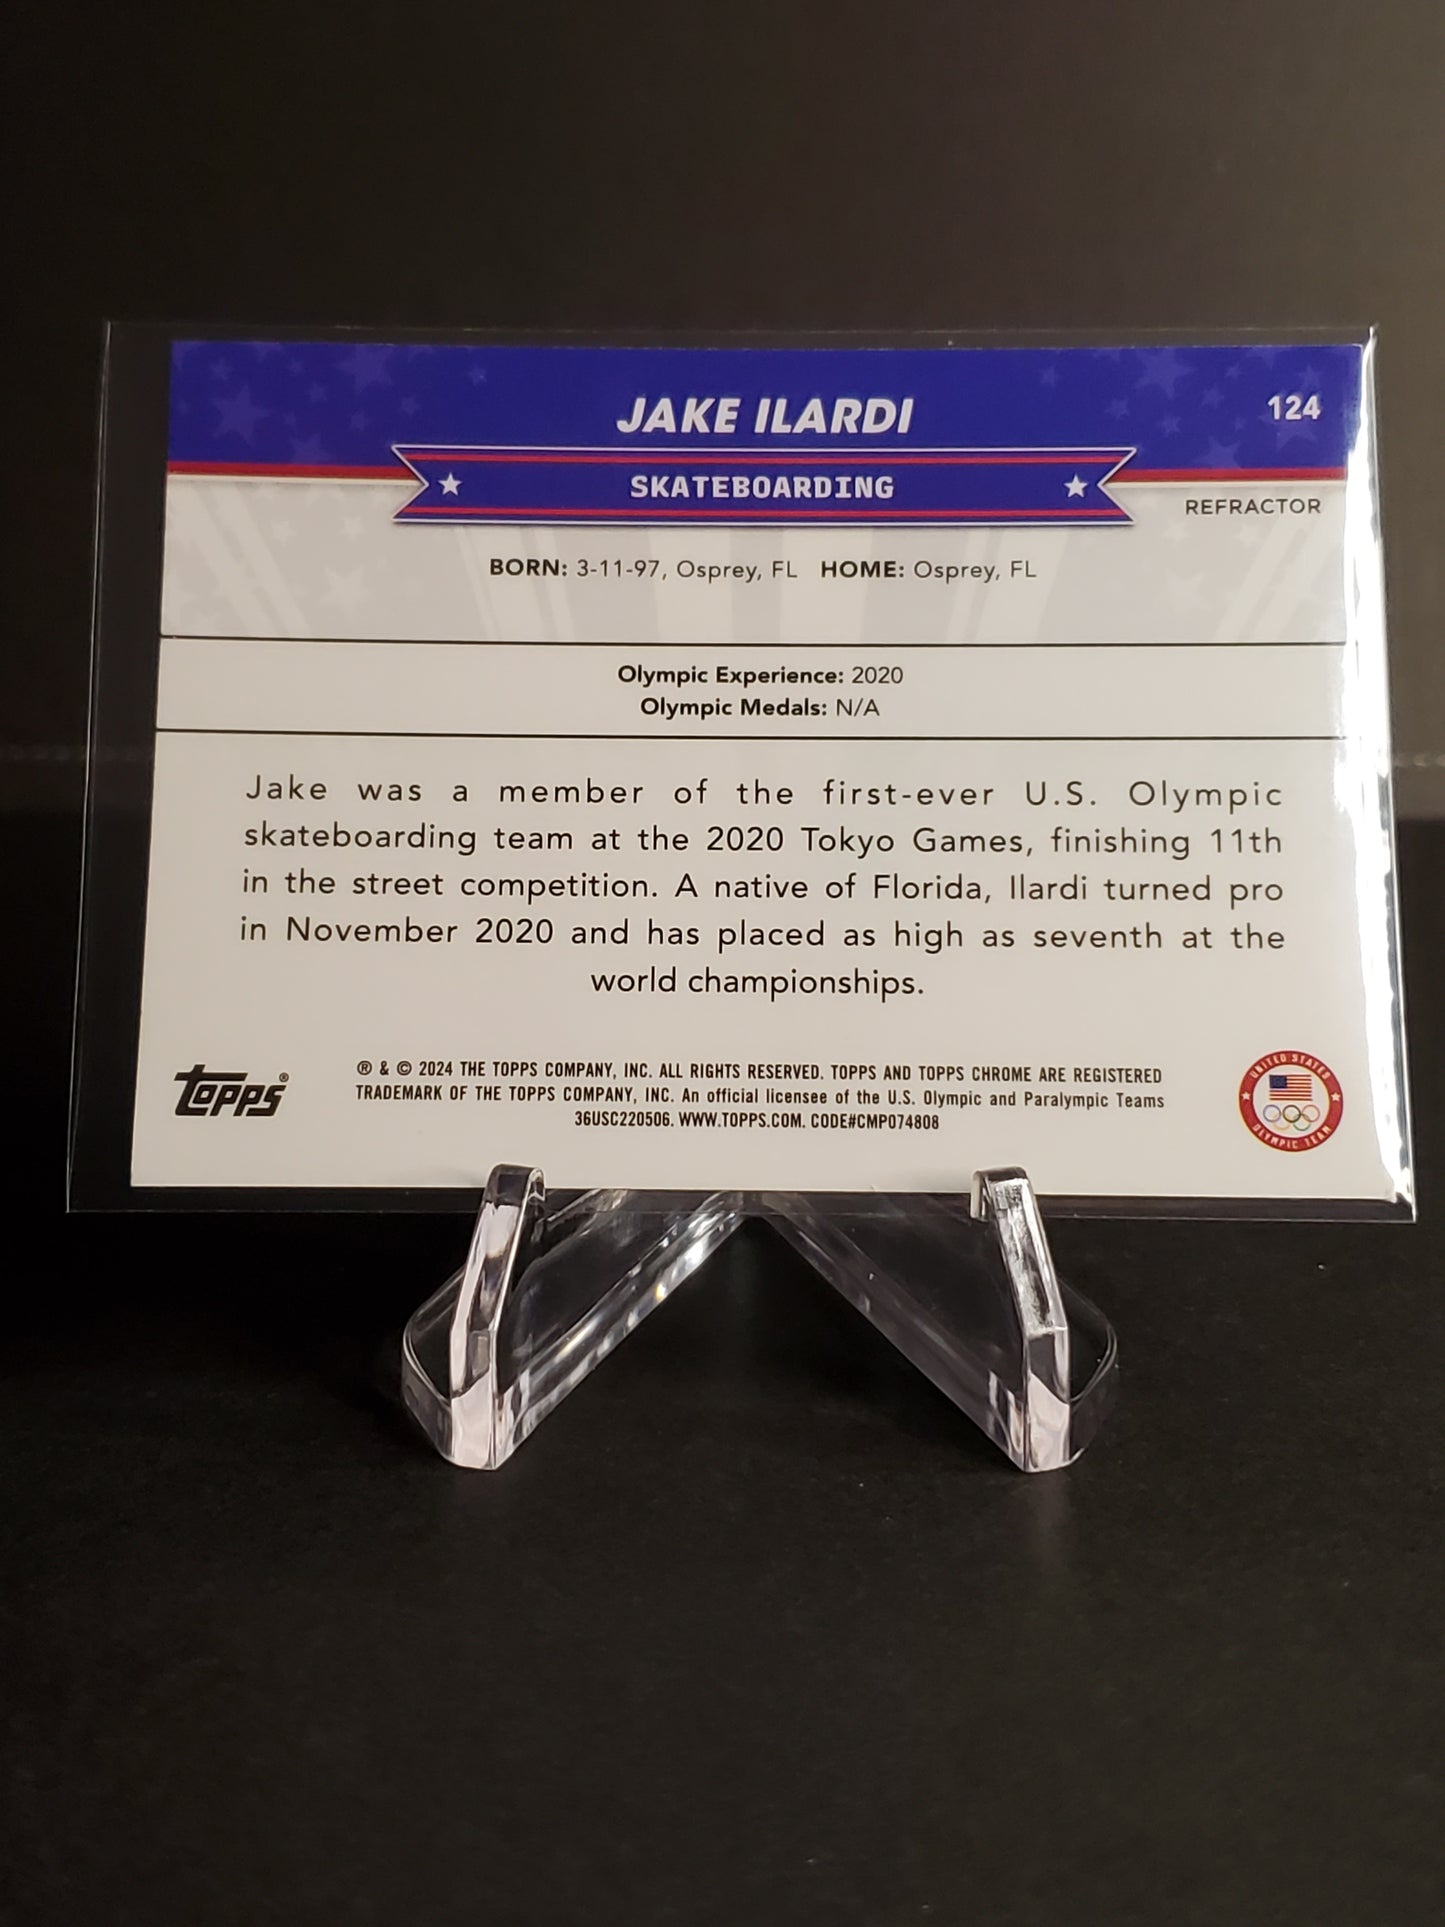 JAKE ILARDI
124
SKATEBOARDING
REFRACTOR
BORN: 3-11-97, Osprey, FL HOME: Osprey, FL
Olympic Experience: 2020
Olympic Medals: N/A
Jake was a member of the first-ever U.S. Olympic
skateboarding team at the 2020 Tokyo Games, finishing 11th
in the street competition. A native of Florida, Ilardi turned pro
in November 2020 and has placed as high as seventh at the
world championships.
TOPPS®
® & © 2024 THE TOPPS COMPANY, INC. ALL RIGHTS RESERVED. TOPPS AND TOPPS CHROME ARE REGISTERED
TRADEMARK OF THE TOPPS COMPANY, INC. An official licensee of the U.S. Olympic and Paralympic Teams
36USC220506. WWW.TOPPS.COM. CODE#CMP074808
UNITED STATES
OLYMPIC TEAM